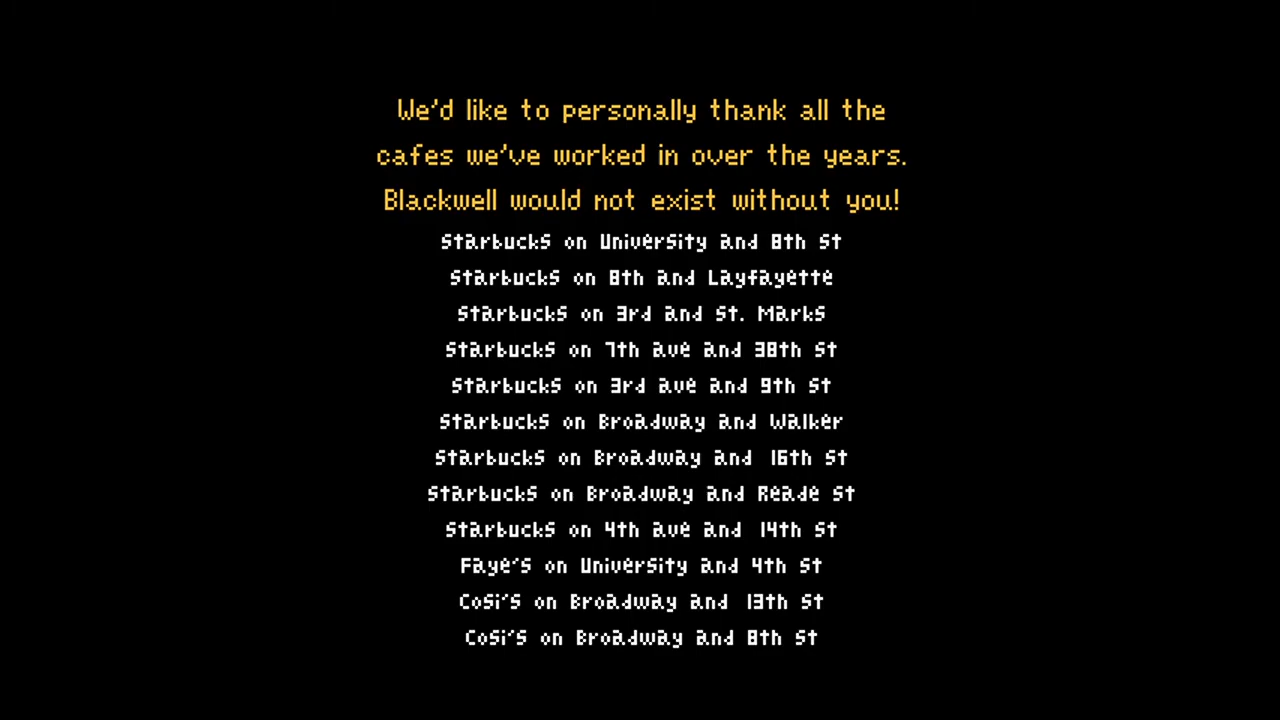 We'd like to personally thank all the
cafes we've worked in over the years.
Blackwell would not exist without you!
Starbucks on University and 8th St
Starbucks on 8th and Layfayette
Starbucks on 3rd and St. Marks
Starbucks on 7th ave and 38th St
Starbucks on 3rd ave and 9th St
Starbucks on Broadway and Walker
Starbucks on Broadway and 16th St
Starbucks on Broadway and Reade St
Starbucks on 4th ave and 14th St
Faye's on University and 4th St
Cosi's on Broadway and 13th St
Cosi's on Broadway and 8th St